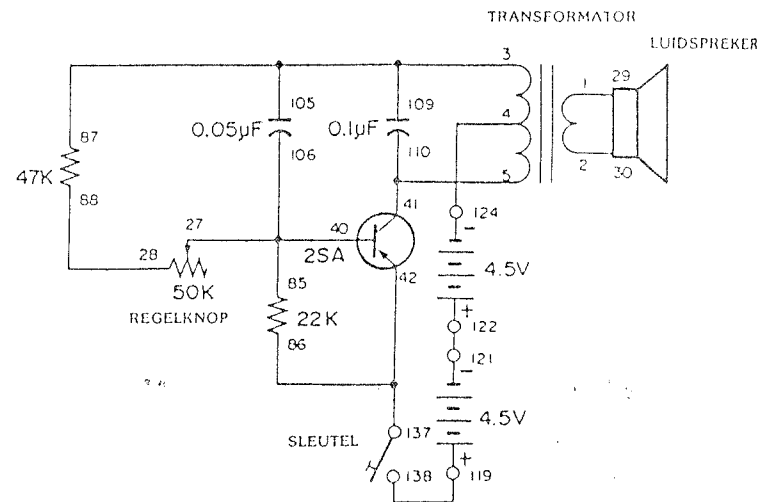 TRANSFORMATOR
LUIDSPREKER
3
29
1
105
109
4
0.05µF
0.1µF
87
106
110
47K
2
30
88
5
41
124
27
40
−
28
2SA
4.5V
42
50K
85
+
REGELKNOP
22K
122
86
121
−
4.5V
137
SLEUTEL
+
138
119